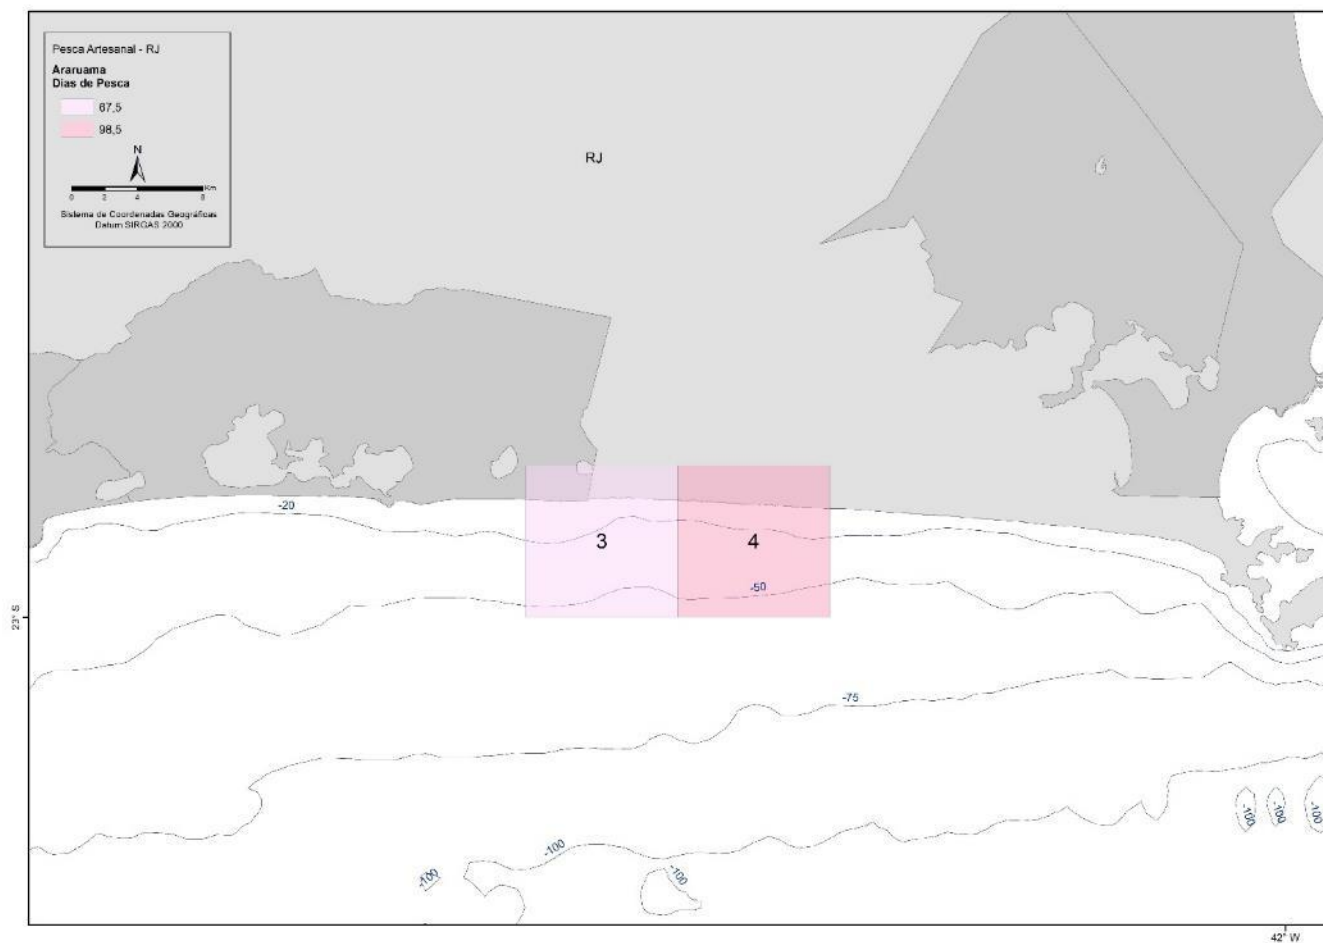 Pesca Artesanal - RJ
Araruama
Dias de Pesca
67,5
98,5
N
0 2 4 8 Km
Sistema de Coordenadas Geográficas
Datum SIRGAS 2000
RJ
-20
3
4
-50
23° S
-75
-100
-100
-100
-100
-100
-100
42° W